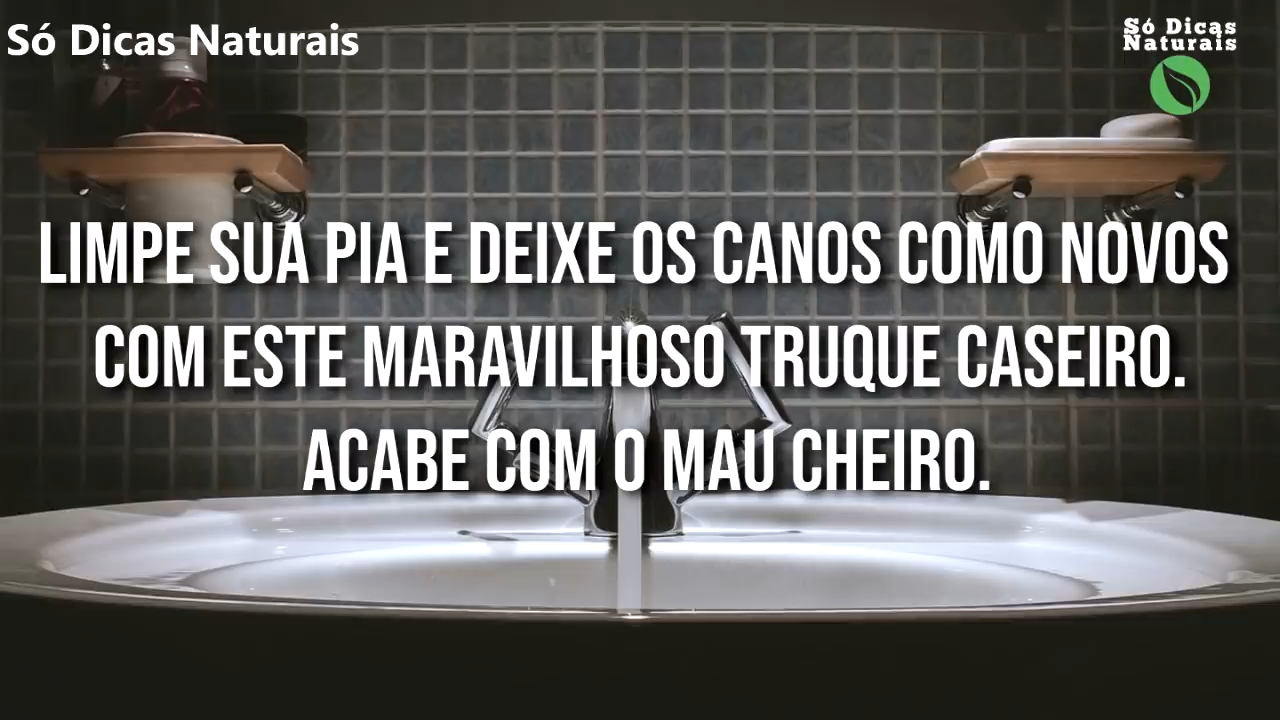 Só Dicas Naturais
Só Dicas
Naturais
LIMPE SUA PIA E DEIXE OS CANOS COMO NOVOS
COM ESTE MARAVILHOSO TRUQUE CASEIRO.
ACABE COM O MAU CHEIRO.